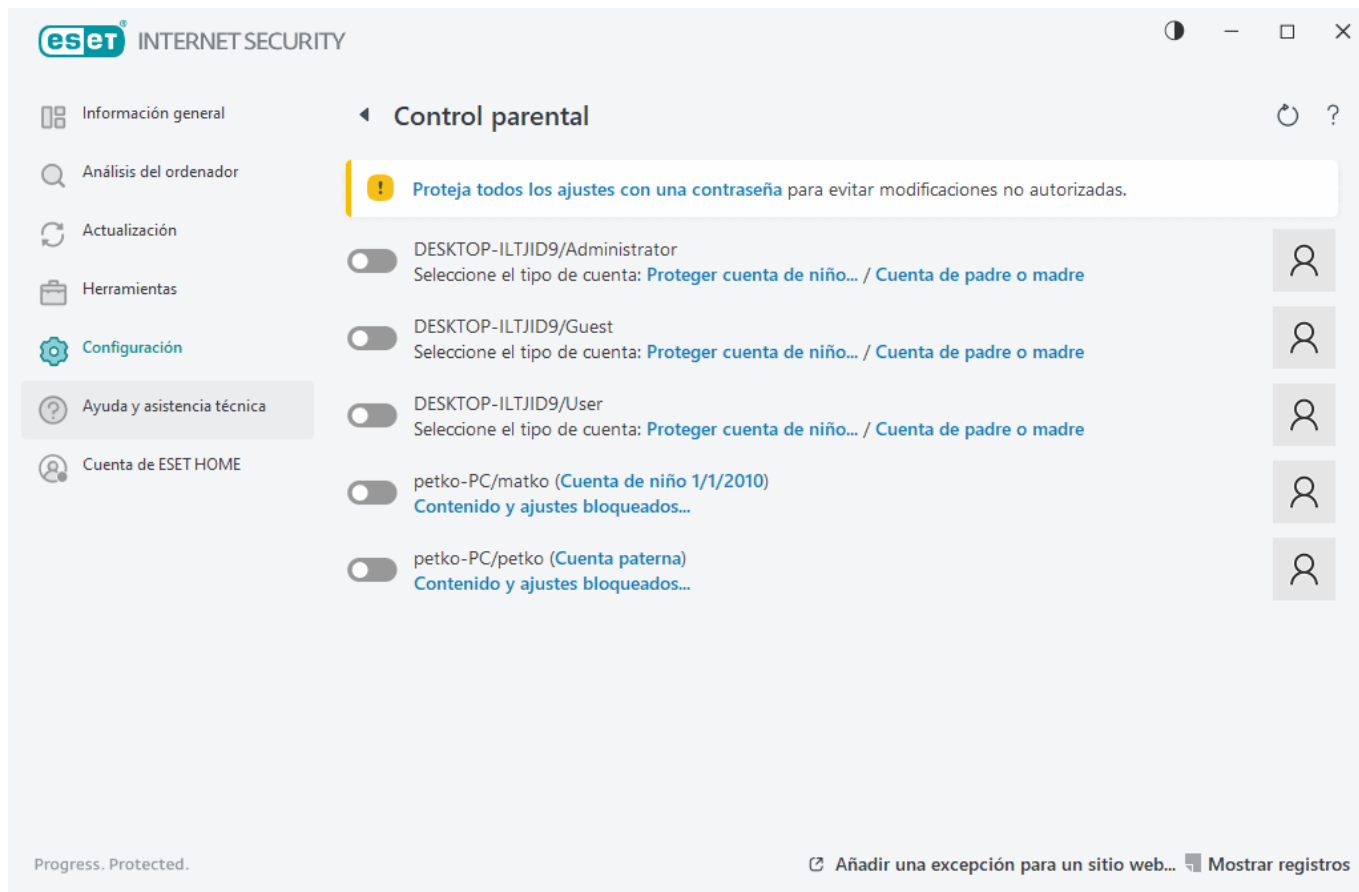 eset® INTERNET SECURITY
Información general
Análisis del ordenador
Actualización
Herramientas
Configuración
Ayuda y asistencia técnica
Cuenta de ESET HOME
Control parental
?
! Proteja todos los ajustes con una contraseña para evitar modificaciones no autorizadas.
DESKTOP-ILTJID9/Administrator
Seleccione el tipo de cuenta: Proteger cuenta de niño... / Cuenta de padre o madre
DESKTOP-ILTJID9/Guest
Seleccione el tipo de cuenta: Proteger cuenta de niño... / Cuenta de padre o madre
DESKTOP-ILTJID9/User
Seleccione el tipo de cuenta: Proteger cuenta de niño... / Cuenta de padre o madre
petko-PC/matko (Cuenta de niño 1/1/2010)
Contenido y ajustes bloqueados...
petko-PC/petko (Cuenta paterna)
Contenido y ajustes bloqueados...
Progress. Protected.
Añadir una excepción para un sitio web... Mostrar registros